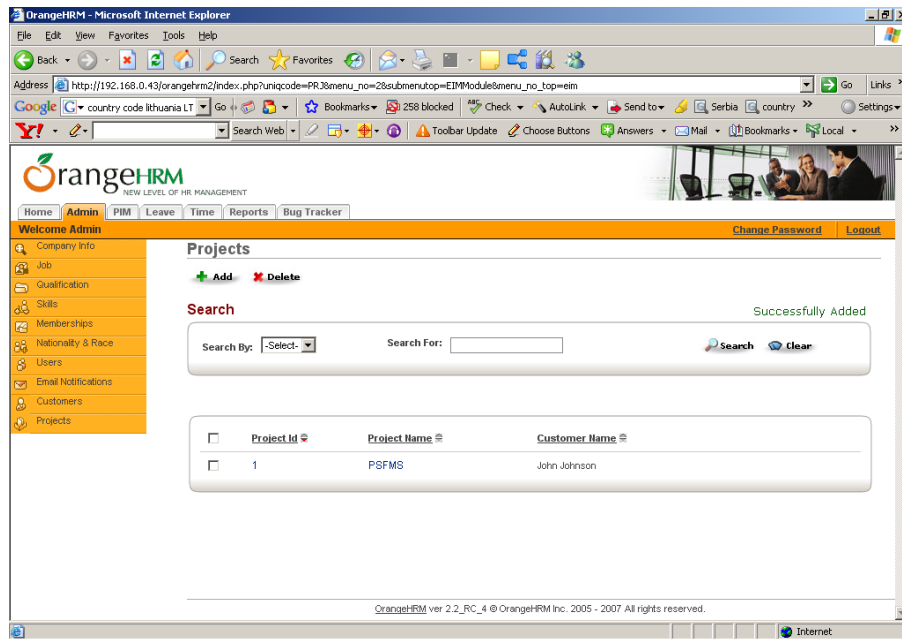 OrangeHRM - Microsoft Internet Explorer
File Edit View Favorites Tools Help
Back Search Favorites
Address http://192.168.0.43/orangehrm2/index.php?uniqcode=PRJ&menu_no=2&submenutop=EIMModule&menu_no_top=eim Go Links
Google G country code lithuania LT Go Bookmarks 258 blocked ABC Check AutoLink Send to Serbia country Settings
Y! Search Web Toolbar Update Choose Buttons Answers Mail Bookmarks Local
OrangeHRM
NEW LEVEL OF HR MANAGEMENT
Home Admin PIM Leave Time Reports Bug Tracker
Welcome Admin Change Password Logout
Company Info
Job
Qualification
Skills
Memberships
Nationality & Race
Users
Email Notifications
Customers
Projects
Projects
Add Delete
Search Successfully Added
Search By: -Select- Search For: Search Clear
Project Id Project Name Customer Name
1 PSFMS John Johnson
OrangeHRM ver 2.2_RC_4 © OrangeHRM Inc. 2005 - 2007 All rights reserved.
Internet